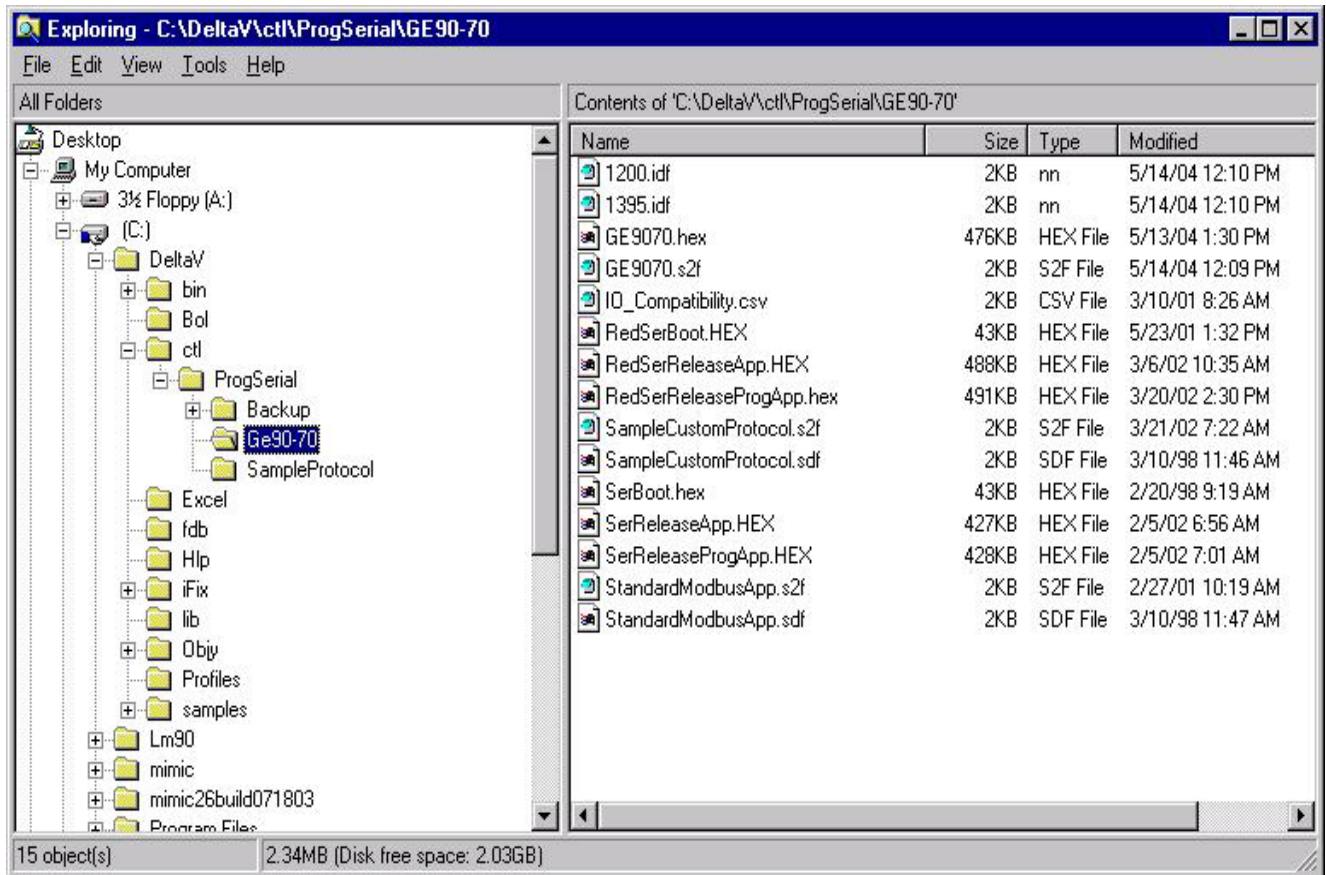 Exploring - C:\DeltaV\ctl\ProgSerial\GE90-70
File Edit View Tools Help
All Folders
Contents of 'C:\DeltaV\ctl\ProgSerial\GE90-70'
Desktop
My Computer
3½ Floppy (A:)
(C:)
DeltaV
bin
Bol
ctl
ProgSerial
Backup
Ge90-70
SampleProtocol
Excel
fdb
Hlp
iFix
lib
Objy
Profiles
samples
Lm90
mimic
mimic26build071803
Program Files
Name Size Type Modified
1200.idf 2KB nn 5/14/04 12:10 PM
1395.idf 2KB nn 5/14/04 12:10 PM
GE9070.hex 476KB HEX File 5/13/04 1:30 PM
GE9070.s2f 2KB S2F File 5/14/04 12:09 PM
IO_Compatibility.csv 2KB CSV File 3/10/01 8:26 AM
RedSerBoot.HEX 43KB HEX File 5/23/01 1:32 PM
RedSerReleaseApp.HEX 488KB HEX File 3/6/02 10:35 AM
RedSerReleaseProgApp.hex 491KB HEX File 3/20/02 2:30 PM
SampleCustomProtocol.s2f 2KB S2F File 3/21/02 7:22 AM
SampleCustomProtocol.sdf 2KB SDF File 3/10/98 11:46 AM
SerBoot.hex 43KB HEX File 2/20/98 9:19 AM
SerReleaseApp.HEX 427KB HEX File 2/5/02 6:56 AM
SerReleaseProgApp.HEX 428KB HEX File 2/5/02 7:01 AM
StandardModbusApp.s2f 2KB S2F File 2/27/01 10:19 AM
StandardModbusApp.sdf 2KB SDF File 3/10/98 11:47 AM
15 object(s)
2.34MB (Disk free space: 2.03GB)